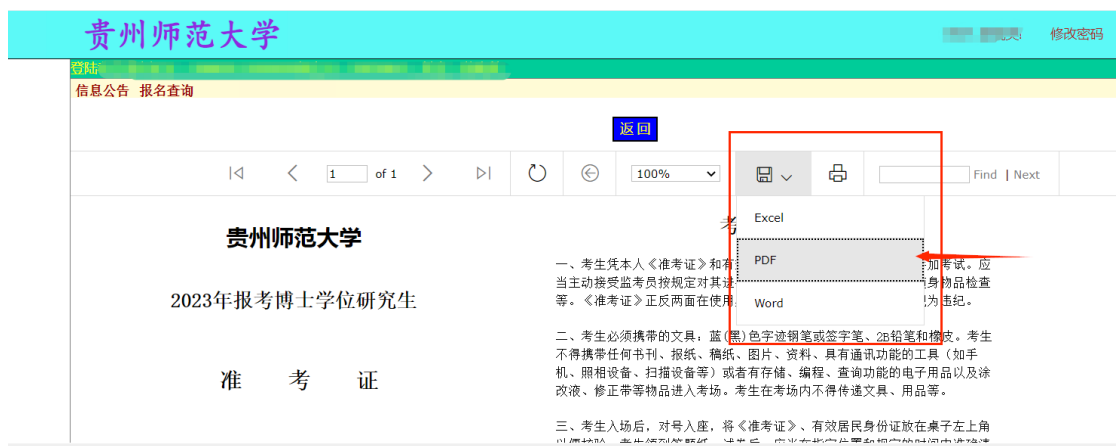 贵州师范大学
修改密码
登陆
信息公告 报名查询
返回
1 of 1 100% Find | Next
Excel
PDF
Word
贵州师范大学
2023年报考博士学位研究生
准 考 证
考
一、考生凭本人《准考证》和有
加考试。应
当主动接受监考员按规定对其进
身物品检查
等。《准考证》正反两面在使用
为违纪。
二、考生必须携带的文具：蓝(黑)色字迹钢笔或签字笔、2B铅笔和橡皮。考生
不得携带任何书刊、报纸、稿纸、图片、资料、具有通讯功能的工具（如手
机、照相设备、扫描设备等）或者有存储、编程、查询功能的电子用品以及涂
改液、修正带等物品进入考场。考生在考场内不得传递文具、用品等。
三、考生入场后，对号入座，将《准考证》、有效居民身份证放在桌子左上角